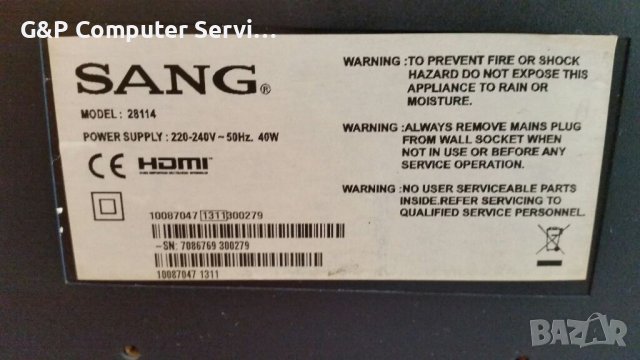 G&P Computer Servi...
SANG®
MODEL : 28114
POWER SUPPLY : 220-240V ~ 50Hz. 40W
CE HDMI
10087047 1311300279
-SN: 7086769 300279
10087047 1311
WARNING :TO PREVENT FIRE OR SHOCK
HAZARD DO NOT EXPOSE THIS
APPLIANCE TO RAIN OR
MOISTURE.
WARNING :ALWAYS REMOVE MAINS PLUG
FROM WALL SOCKET WHEN
NOT IN USE OR BEFORE ANY
SERVICE OPERATION.
WARNING :NO USER SERVICEABLE PARTS
INSIDE.REFER SERVICING TO
QUALIFIED SERVICE PERSONNEL.
BAZAR